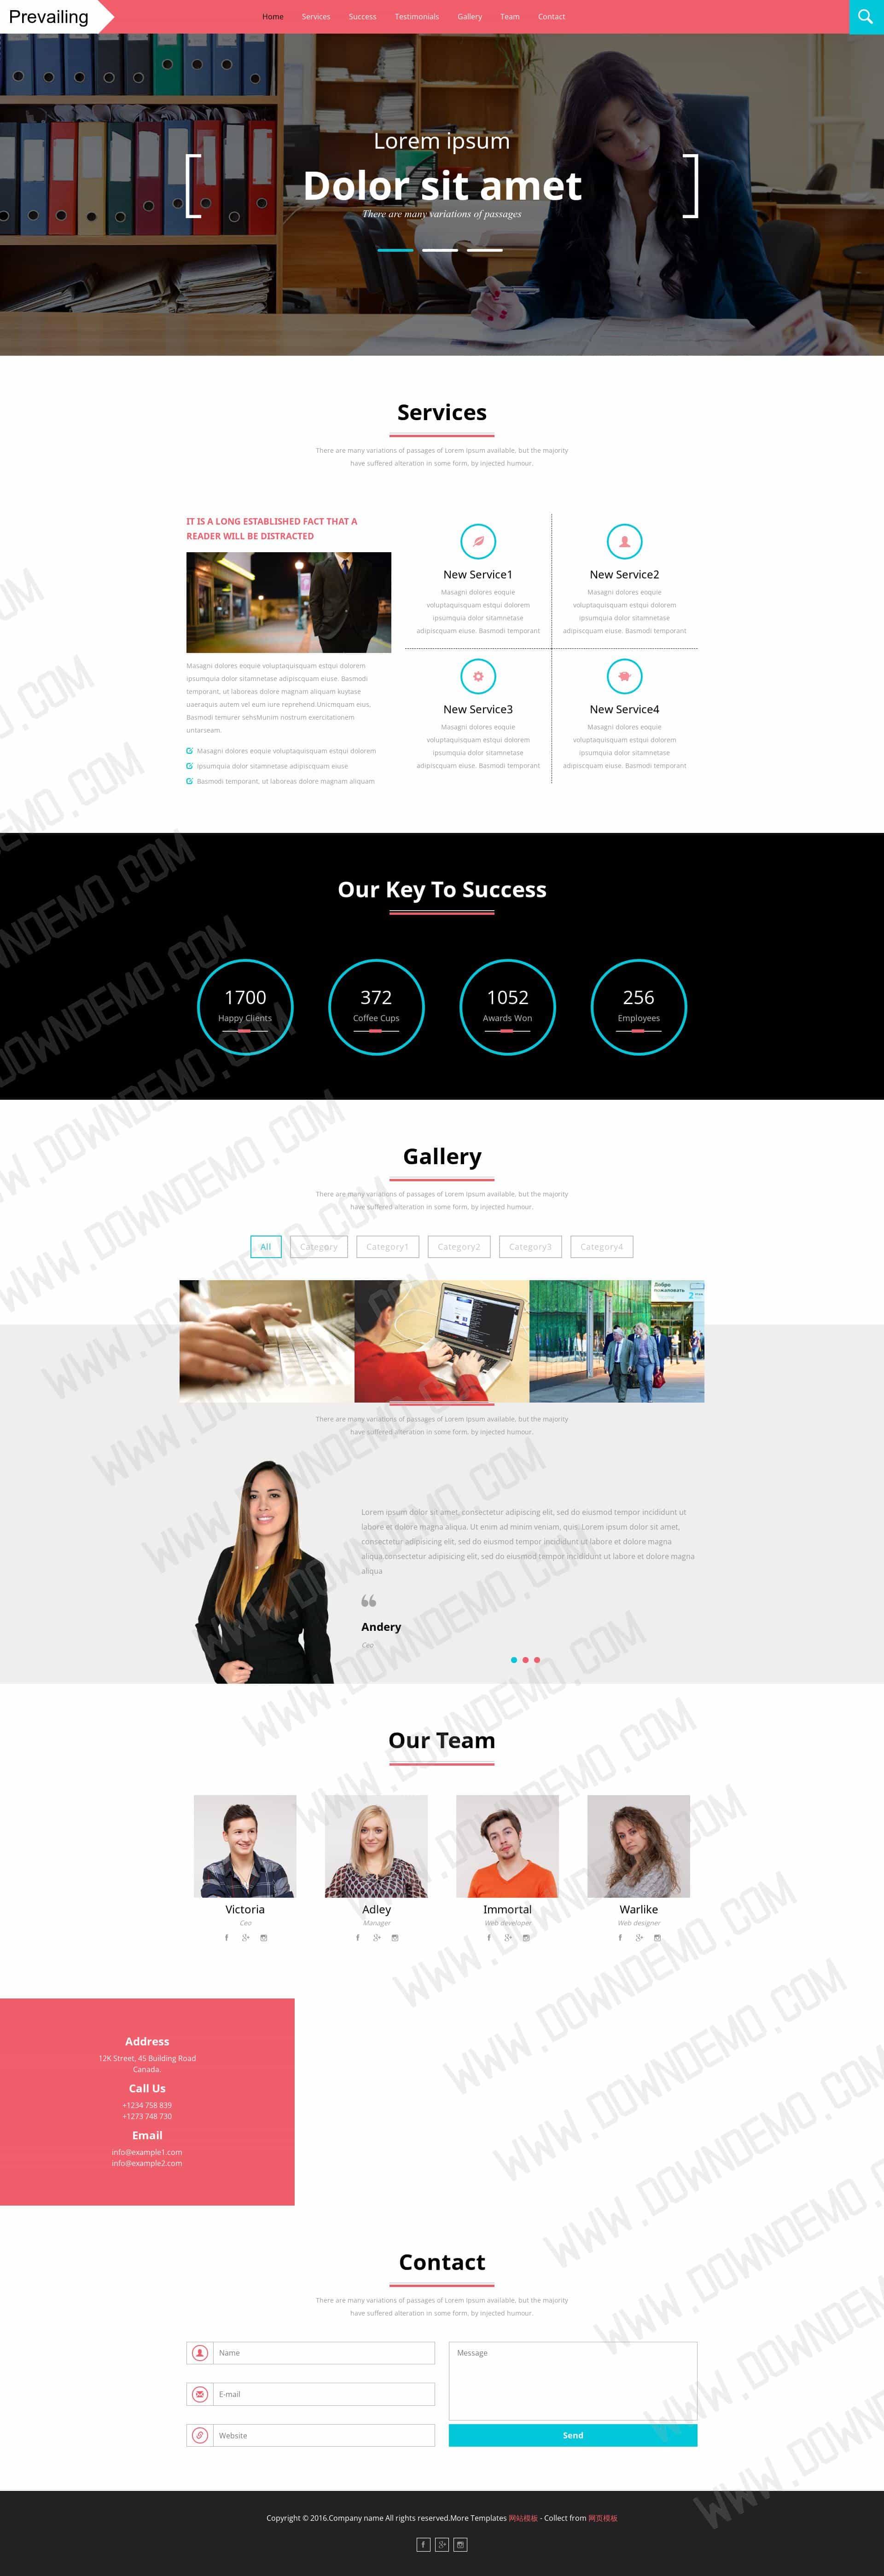 Prevailing
Home Services Success Testimonials Gallery Team Contact
Lorem ipsum
Dolor sit amet
There are many variations of passages
Services
There are many variations of passages of Lorem Ipsum available, but the majority
have suffered alteration in some form, by injected humour.
IT IS A LONG ESTABLISHED FACT THAT A
READER WILL BE DISTRACTED
Masagni dolores eoquie voluptaquisquam estqui dolorem
ipsumquia dolor sitamnetase adipiscquam eiuse. Basmodi
temporant, ut laboreas dolore magnam aliquam kuytase
uaeraquis autem vel eum iure reprehend.Unicmquam eius,
Basmodi temurer sehsMunim nostrum exercitationem
untarseam.
Masagni dolores eoquie voluptaquisquam estqui dolorem
Ipsumquia dolor sitamnetase adipiscquam eiuse
Basmodi temporant, ut laboreas dolore magnam aliquam
New Service1
Masagni dolores eoquie
voluptaquisquam estqui dolorem
ipsumquia dolor sitamnetase
adipiscquam eiuse. Basmodi temporant
New Service2
Masagni dolores eoquie
voluptaquisquam estqui dolorem
ipsumquia dolor sitamnetase
adipiscquam eiuse. Basmodi temporant
New Service3
Masagni dolores eoquie
voluptaquisquam estqui dolorem
ipsumquia dolor sitamnetase
adipiscquam eiuse. Basmodi temporant
New Service4
Masagni dolores eoquie
voluptaquisquam estqui dolorem
ipsumquia dolor sitamnetase
adipiscquam eiuse. Basmodi temporant
Our Key To Success
1700
Happy Clients
372
Coffee Cups
1052
Awards Won
256
Employees
Gallery
There are many variations of passages of Lorem Ipsum available, but the majority
have suffered alteration in some form, by injected humour.
All Category Category1 Category2 Category3 Category4
There are many variations of passages of Lorem Ipsum available, but the majority
have suffered alteration in some form, by injected humour.
Lorem ipsum dolor sit amet, consectetur adipiscing elit, sed do eiusmod tempor incididunt ut
labore et dolore magna aliqua. Ut enim ad minim veniam, quis. Lorem ipsum dolor sit amet,
consectetur adipisicing elit, sed do eiusmod tempor incididunt ut labore et dolore magna
aliqua.consectetur adipisicing elit, sed do eiusmod tempor incididunt ut labore et dolore magna
aliqua
Andery
Ceo
Our Team
Victoria
Ceo
Adley
Manager
Immortal
Web developer
Warlike
Web designer
Address
12K Street, 45 Building Road
Canada.
Call Us
+1234 758 839
+1273 748 730
Email
info@example1.com
info@example2.com
Contact
There are many variations of passages of Lorem Ipsum available, but the majority
have suffered alteration in some form, by injected humour.
Name
E-mail
Website
Message
Send
Copyright © 2016.Company name All rights reserved.More Templates 网站模板 - Collect from 网页模板
WWW.DOWNDEMO.COM